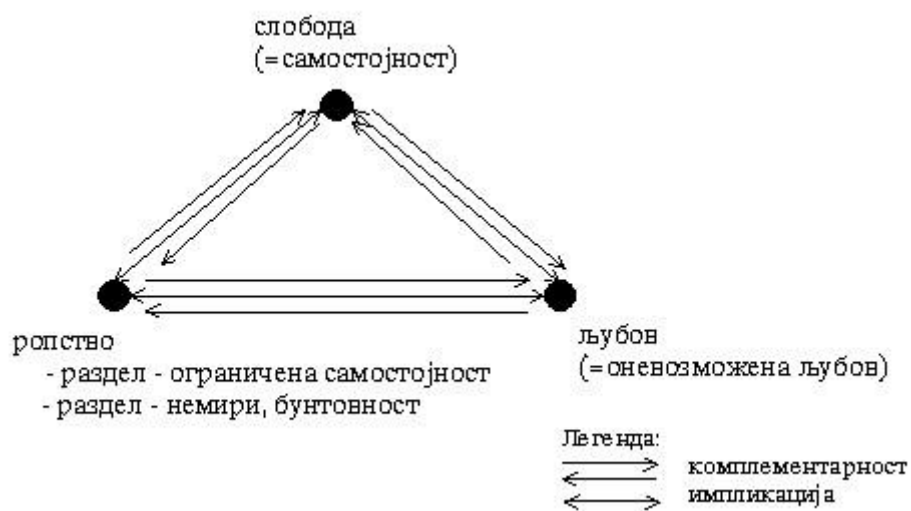 слобода
(=самостојност)
ропство
- раздел - ограничена самостојност
- раздел - немири, бунтовност
љубов
(=оневозможена љубов)
Легенда:
комплементарност
импликација